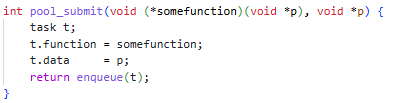 int pool_submit(void (*somefunction)(void *p), void *p) {
    task t;
    t.function = somefunction;
    t.data     = p;
    return enqueue(t);
}